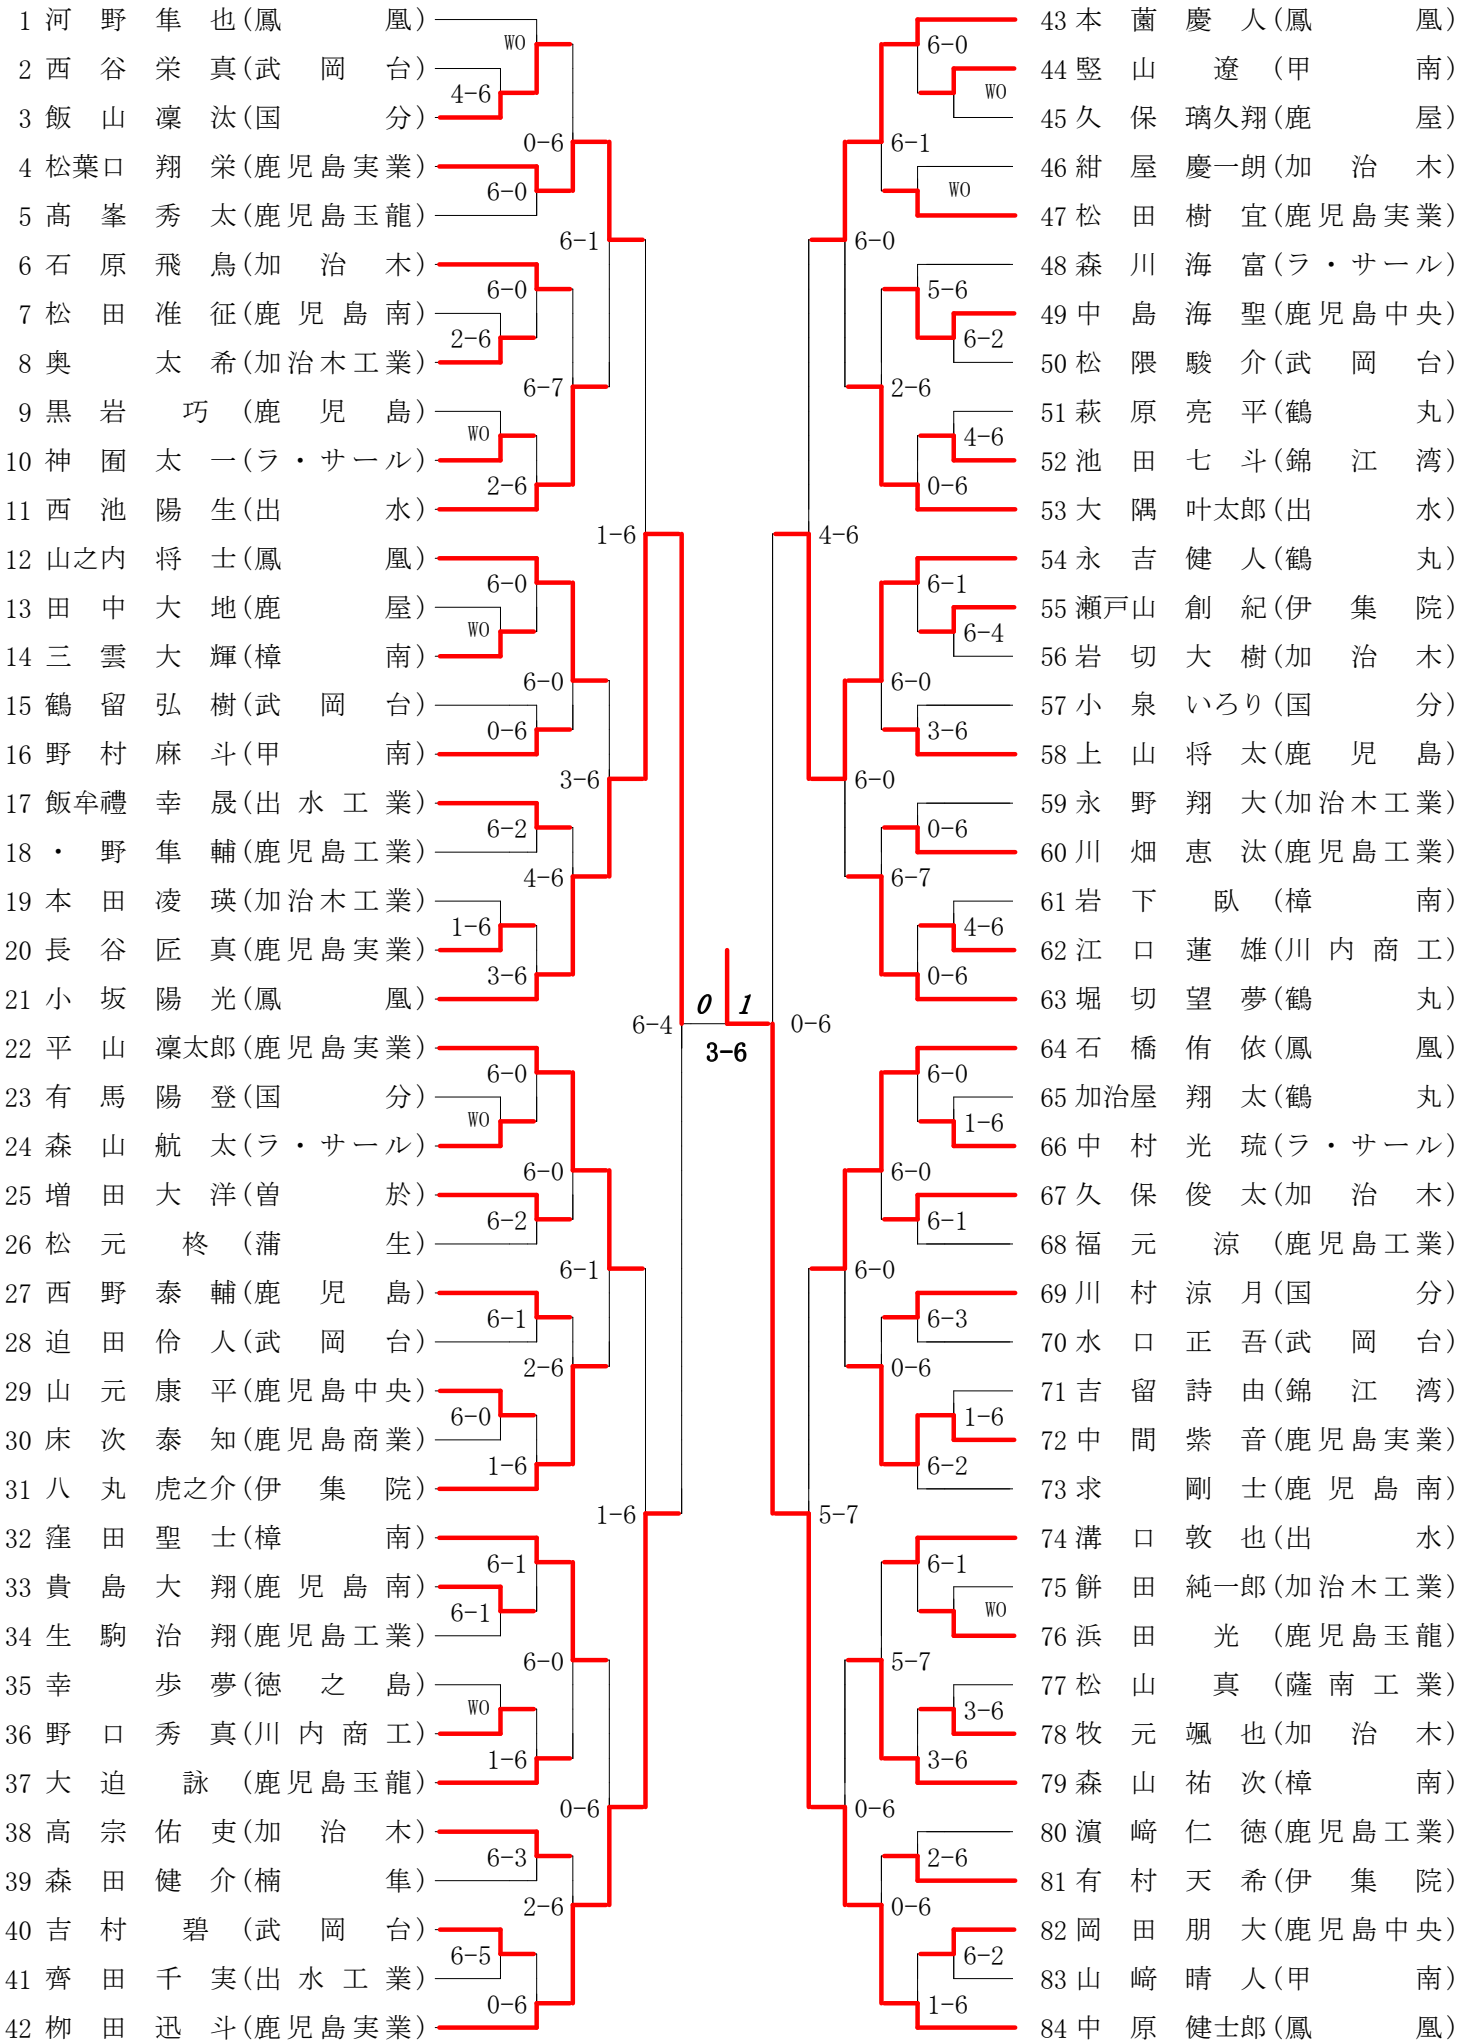 1 河野 隼也(鳳凰)
WO
2 西谷 栄真(武岡台)
4-6
3 飯山 凜汰(国分)
0-6
4 松葉口 翔栄(鹿児島実業)
6-0
5 髙峯 秀太(鹿児島玉龍)
6-1
6 石原 飛鳥(加治木)
6-0
7 松田 准征(鹿児島南)
2-6
8 奥 太希(加治木工業)
6-7
9 黒岩 巧(鹿児島)
WO
10 神囿 太一(ラ・サール)
2-6
11 西池 陽生(出水)
1-6
12 山之内 将士(鳳凰)
6-0
13 田中 大地(鹿屋)
WO
14 三雲 大輝(樟南)
6-0
15 鶴留 弘樹(武岡台)
0-6
16 野村 麻斗(甲南)
3-6
17 飯牟禮 幸晟(出水工業)
6-2
18 ・野 隼輔(鹿児島工業)
4-6
19 本田 凌瑛(加治木工業)
1-6
20 長谷 匠真(鹿児島実業)
3-6
21 小坂 陽光(鳳凰)
6-4
22 平山 凜太郎(鹿児島実業)
6-0
23 有馬 陽登(国分)
WO
24 森山 航太(ラ・サール)
6-0
25 増田 大洋(曽於)
6-2
26 松元 柊(蒲生)
6-1
27 西野 泰輔(鹿児島)
6-1
28 迫田 伶人(武岡台)
2-6
29 山元 康平(鹿児島中央)
6-0
30 床次 泰知(鹿児島商業)
1-6
31 八丸 虎之介(伊集院)
1-6
32 窪田 聖士(樟南)
6-1
33 貴島 大翔(鹿児島南)
6-1
34 生駒 治翔(鹿児島工業)
6-0
35 幸 歩夢(徳之島)
WO
36 野口 秀真(川内商工)
1-6
37 大迫 詠(鹿児島玉龍)
0-6
38 高宗 佑吏(加治木)
6-3
39 森田 健介(楠隼)
2-6
40 吉村 碧(武岡台)
6-5
41 齊田 千実(出水工業)
0-6
42 栁田 迅斗(鹿児島実業)
0 1
3-6
43 本薗 慶人(鳳凰)
6-0
44 堅山 遼(甲南)
WO
45 久保 璃久翔(鹿屋)
6-1
46 紺屋 慶一朗(加治木)
WO
47 松田 樹宜(鹿児島実業)
6-0
48 森川 海富(ラ・サール)
5-6
49 中島 海聖(鹿児島中央)
6-2
50 松隈 駿介(武岡台)
2-6
51 萩原 亮平(鶴丸)
4-6
52 池田 七斗(錦江湾)
0-6
53 大隅 叶太郎(出水)
4-6
54 永吉 健人(鶴丸)
6-1
55 瀬戸山 創紀(伊集院)
6-4
56 岩切 大樹(加治木)
6-0
57 小泉 いろり(国分)
3-6
58 上山 将太(鹿児島)
6-0
59 永野 翔大(加治木工業)
0-6
60 川畑 恵汰(鹿児島工業)
6-7
61 岩下 臥(樟南)
4-6
62 江口 蓮雄(川内商工)
0-6
63 堀切 望夢(鶴丸)
0-6
64 石橋 侑依(鳳凰)
6-0
65 加治屋 翔太(鶴丸)
1-6
66 中村 光琉(ラ・サール)
6-0
67 久保 俊太(加治木)
6-1
68 福元 涼(鹿児島工業)
6-0
69 川村 涼月(国分)
6-3
70 水口 正吾(武岡台)
0-6
71 吉留 詩由(錦江湾)
1-6
72 中間 紫音(鹿児島実業)
6-2
73 求 剛士(鹿児島南)
5-7
74 溝口 敦也(出水)
6-1
75 餅田 純一郎(加治木工業)
WO
76 浜田 光(鹿児島玉龍)
5-7
77 松山 真(薩南工業)
3-6
78 牧元 颯也(加治木)
3-6
79 森山 祐次(樟南)
0-6
80 濵﨑 仁徳(鹿児島工業)
2-6
81 有村 天希(伊集院)
0-6
82 岡田 朋大(鹿児島中央)
6-2
83 山﨑 晴人(甲南)
1-6
84 中原 健士郎(鳳凰)